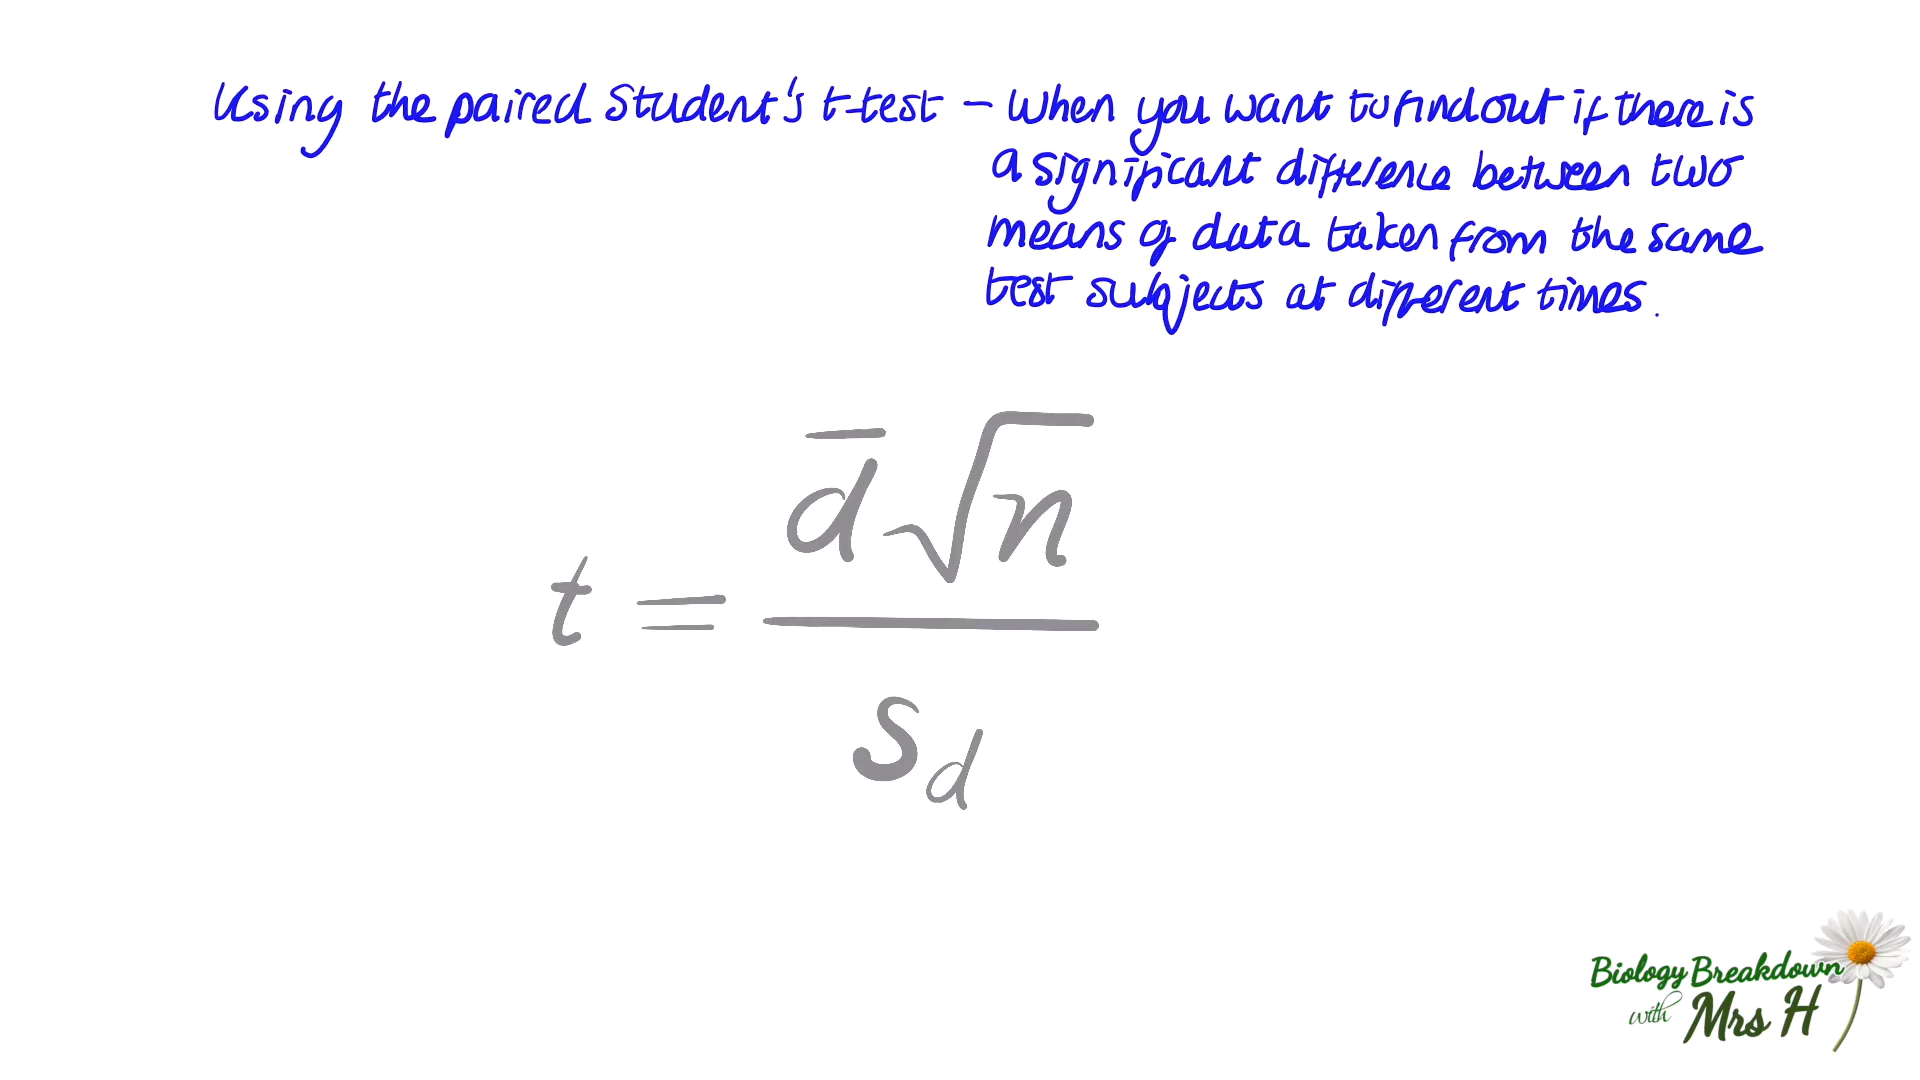 Using the paired Student's t-test – When you want to find out if there is
a significant difference between two
means of data taken from the same
test subjects at different times.
t = d̅√n / s_d
Biology Breakdown
with Mrs H